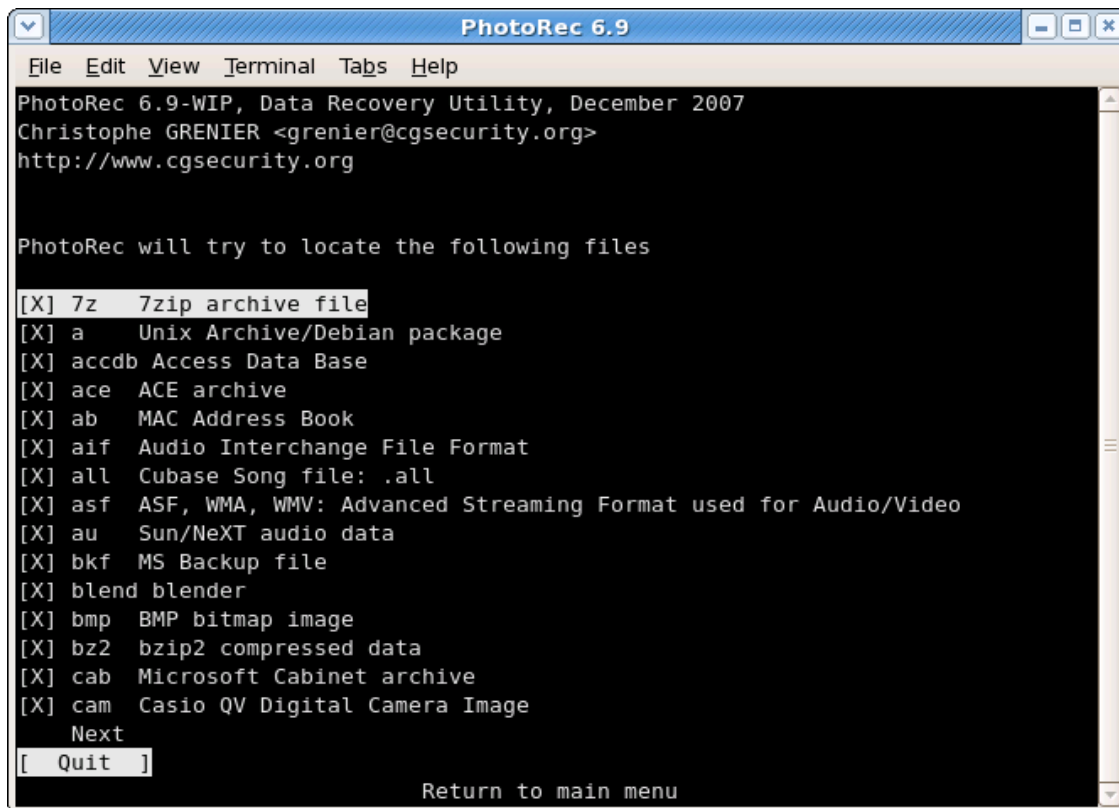 PhotoRec 6.9
File Edit View Terminal Tabs Help
PhotoRec 6.9-WIP, Data Recovery Utility, December 2007
Christophe GRENIER <grenier@cgsecurity.org>
http://www.cgsecurity.org
PhotoRec will try to locate the following files
[X] 7z   7zip archive file
[X] a    Unix Archive/Debian package
[X] accdb Access Data Base
[X] ace  ACE archive
[X] ab   MAC Address Book
[X] aif  Audio Interchange File Format
[X] all  Cubase Song file: .all
[X] asf  ASF, WMA, WMV: Advanced Streaming Format used for Audio/Video
[X] au   Sun/NeXT audio data
[X] bkf  MS Backup file
[X] blend blender
[X] bmp  BMP bitmap image
[X] bz2  bzip2 compressed data
[X] cab  Microsoft Cabinet archive
[X] cam  Casio QV Digital Camera Image
Next
[  Quit  ]
Return to main menu